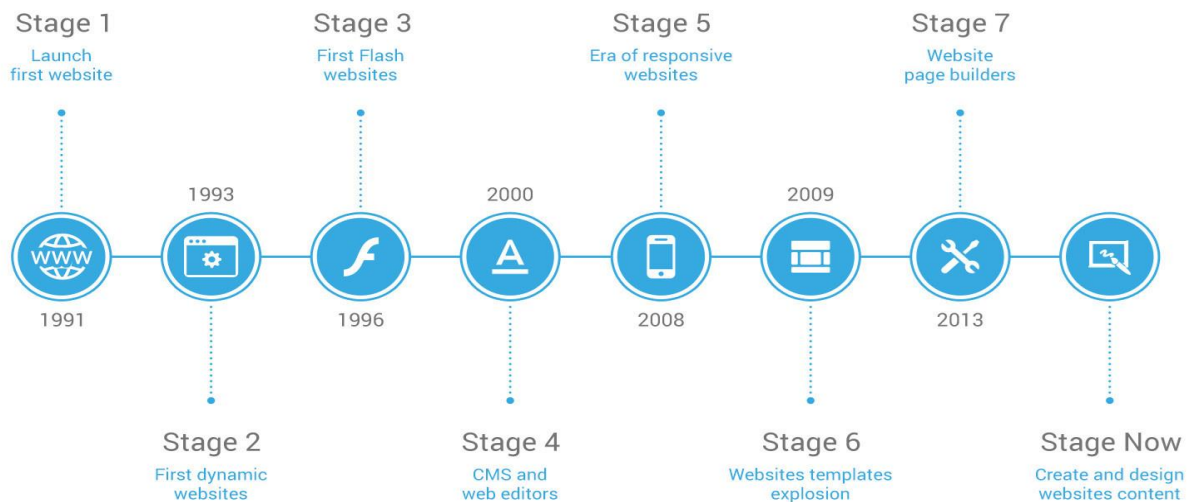 Stage 1
Launch
first website
Stage 3
First Flash
websites
Stage 5
Era of responsive
websites
Stage 7
Website
page builders
1993
2000
2009
WWW
A
1991
1996
2008
2013
Stage 2
First dynamic
websites
Stage 4
CMS and
web editors
Stage 6
Websites templates
explosion
Stage Now
Create and design
websites content